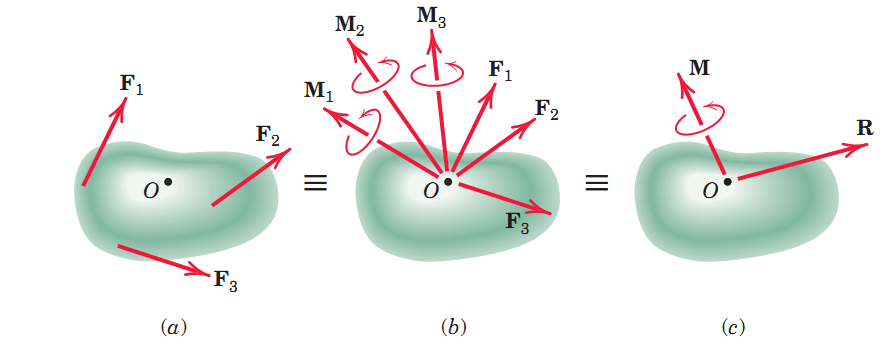 F₁
F₂
O
F₃
(a)
≡
M₁
M₂
M₃
F₁
F₂
O
F₃
(b)
≡
M
R
O
(c)